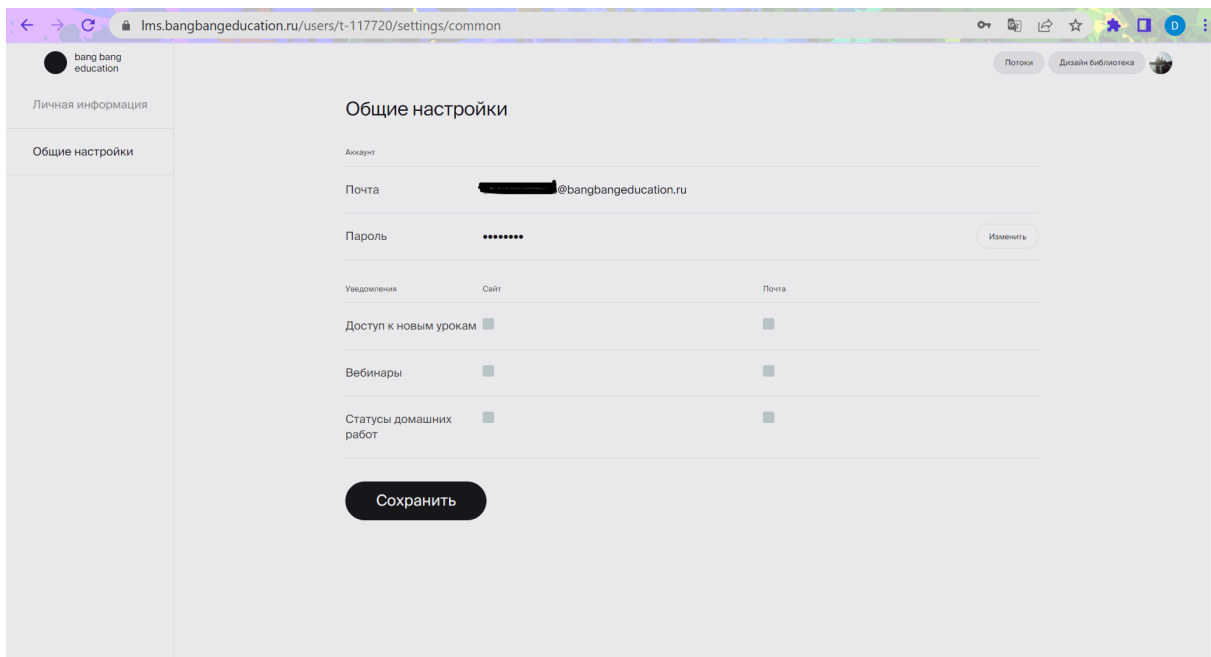 lms.bangbangeducation.ru/users/t-117720/settings/common
D
bang bang
education
Потоки
Дизайн библиотека
Личная информация
Общие настройки
Общие настройки
Аккаунт
Почта
@bangbangeducation.ru
Пароль
Изменить
Уведомления
Сайт
Почта
Доступ к новым урокам
Вебинары
Статусы домашних
работ
Сохранить